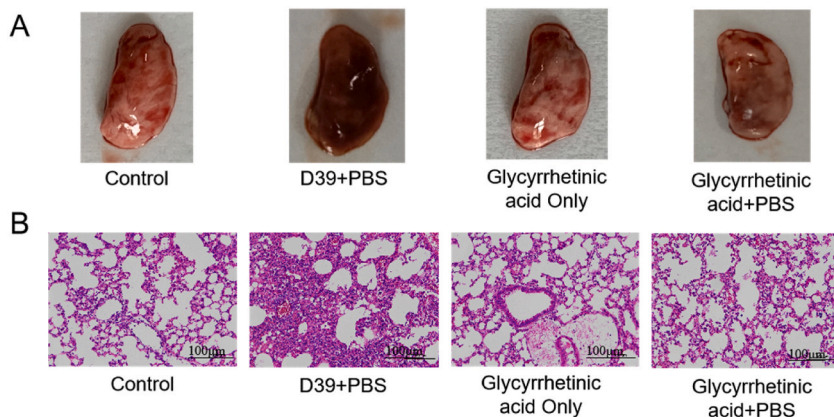 A
Control
D39+PBS
Glycyrrhetinic
acid Only
Glycyrrhetinic
acid+PBS
B
100μm
100μm
100μm
100μm
Control
D39+PBS
Glycyrrhetinic
acid Only
Glycyrrhetinic
acid+PBS